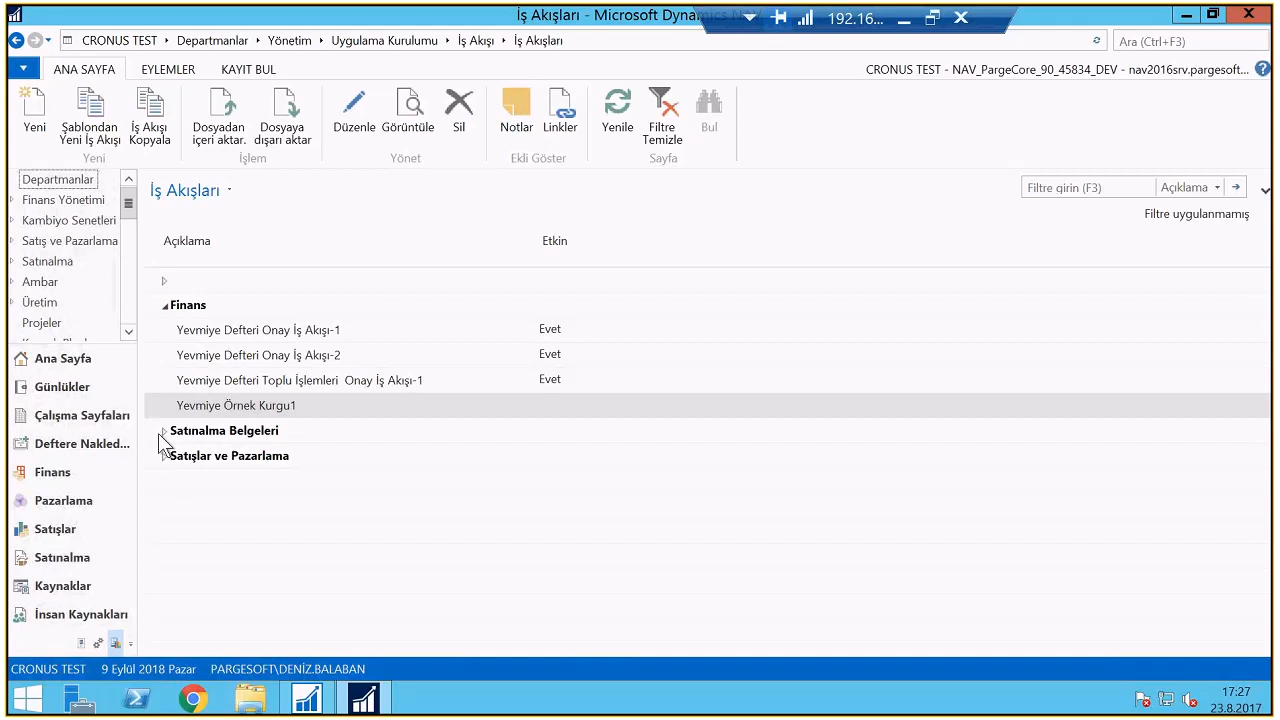 İş Akışları - Microsoft Dynamics NAV
192.16...
CRONUS TEST
Departmanlar
Yönetim
Uygulama Kurulumu
İş Akışı
İş Akışları
Ara (Ctrl+F3)
ANA SAYFA
EYLEMLER
KAYIT BUL
CRONUS TEST - NAV_PargeCore_90_45834_DEV - nav2016srv.pargesoft...
Yeni
Şablondan
Yeni İş Akışı
İş Akışı
Kopyala
Dosyadan
içeri aktar.
Dosyaya
dışarı aktar
Düzenle
Görüntüle
Sil
Notlar
Linkler
Yenile
Filtre
Temizle
Bul
Yeni
İşlem
Yönet
Ekli Göster
Sayfa
Departmanlar
Finans Yönetimi
Kambiyo Senetleri
Satış ve Pazarlama
Satınalma
Ambar
Üretim
Projeler
Ana Sayfa
Günlükler
Çalışma Sayfaları
Deftere Nakled...
Finans
Pazarlama
Satışlar
Satınalma
Kaynaklar
İnsan Kaynakları
İş Akışları
Filtre girin (F3)
Açıklama
Filtre uygulanmamış
Açıklama
Etkin
Finans
Yevmiye Defteri Onay İş Akışı-1
Evet
Yevmiye Defteri Onay İş Akışı-2
Evet
Yevmiye Defteri Toplu İşlemleri Onay İş Akışı-1
Evet
Yevmiye Örnek Kurgu1
Satınalma Belgeleri
Satışlar ve Pazarlama
CRONUS TEST
9 Eylül 2018 Pazar
PARGESOFT\DENİZ.BALABAN
17:27
23.8.2017